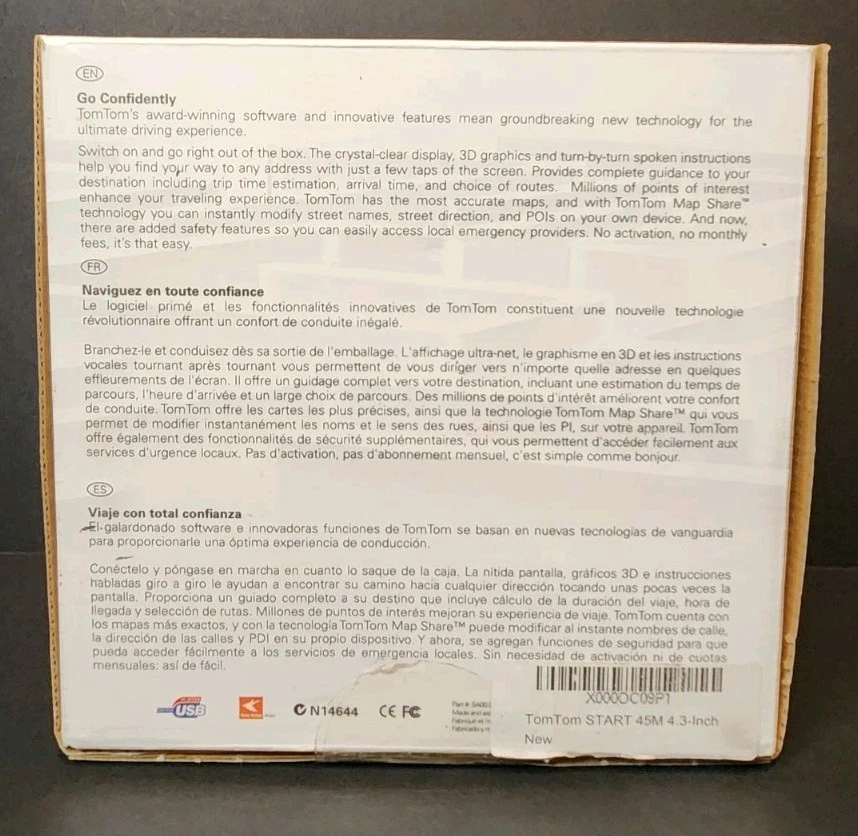 EN
Go Confidently
TomTom's award-winning software and innovative features mean groundbreaking new technology for the
ultimate driving experience.
Switch on and go right out of the box. The crystal-clear display, 3D graphics and turn-by-turn spoken instructions
help you find your way to any address with just a few taps of the screen. Provides complete guidance to your
destination including trip time estimation, arrival time, and choice of routes. Millions of points of interest
enhance your traveling experience. TomTom has the most accurate maps, and with TomTom Map Share™
technology you can instantly modify street names, street direction, and POIs on your own device. And now,
there are added safety features so you can easily access local emergency providers. No activation, no monthly
fees, it's that easy.
FR
Naviguez en toute confiance
Le logiciel primé et les fonctionnalités innovatives de TomTom constituent une nouvelle technologie
révolutionnaire offrant un confort de conduite inégalé.
Branchez-le et conduisez dès sa sortie de l'emballage. L'affichage ultra-net, le graphisme en 3D et les instructions
vocales tournant après tournant vous permettent de vous diriger vers n'importe quelle adresse en quelques
effleurements de l'écran. Il offre un guidage complet vers votre destination, incluant une estimation du temps de
parcours, l'heure d'arrivée et un large choix de parcours. Des millions de points d'intérêt améliorent votre confort
de conduite. TomTom offre les cartes les plus précises, ainsi que la technologie TomTom Map Share™ qui vous
permet de modifier instantanément les noms et le sens des rues, ainsi que les PI, sur votre appareil. TomTom
offre également des fonctionnalités de sécurité supplémentaires, qui vous permettent d'accéder facilement aux
services d'urgence locaux. Pas d'activation, pas d'abonnement mensuel, c'est simple comme bonjour.
ES
Viaje con total confianza
El galardonado software e innovadoras funciones de TomTom se basan en nuevas tecnologías de vanguardia
para proporcionarle una óptima experiencia de conducción.
Conéctelo y póngase en marcha en cuanto lo saque de la caja. La nítida pantalla, gráficos 3D e instrucciones
habladas giro a giro le ayudan a encontrar su camino hacia cualquier dirección tocando unas pocas veces la
pantalla. Proporciona un guiado completo a su destino que incluye cálculo de la duración del viaje, hora de
llegada y selección de rutas. Millones de puntos de interés mejoran su experiencia de viaje. TomTom cuenta con
los mapas más exactos, y con la tecnología TomTom Map Share™ puede modificar al instante nombres de calle,
la dirección de las calles y PDI en su propio dispositivo. Y ahora, se agregan funciones de seguridad para que
pueda acceder fácilmente a los servicios de emergencia locales. Sin necesidad de activación ni de cuotas
mensuales: así de fácil.
USB
N14644 CE FC
X000OC09P1
TomTom START 45M 4.3-Inch
New